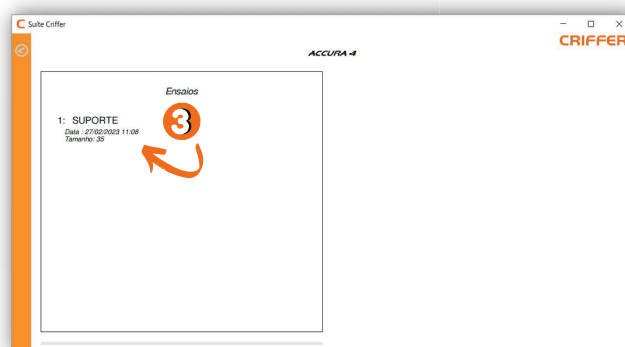 C Suite Criffer
CRIFFER
ACCURA 4
Ensaios
1: SUPORTE
Data : 27/02/2023 11:08
Tamanho: 35
3